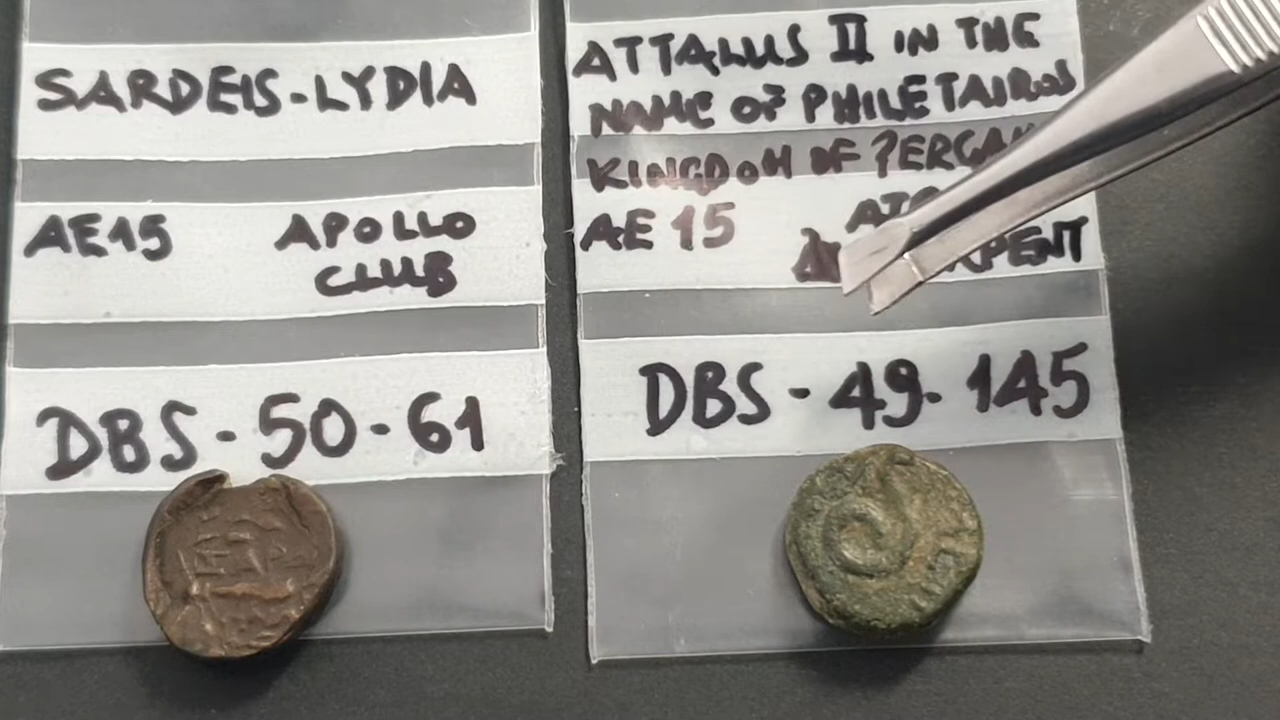 SARDEIS-LYDIA
AE15 APOLLO
CLUB
DBS-50-61
ATTALUS II IN THE
NAME OF PHILETAIROS
KINGDOM OF
AE 15
DBS-49-145